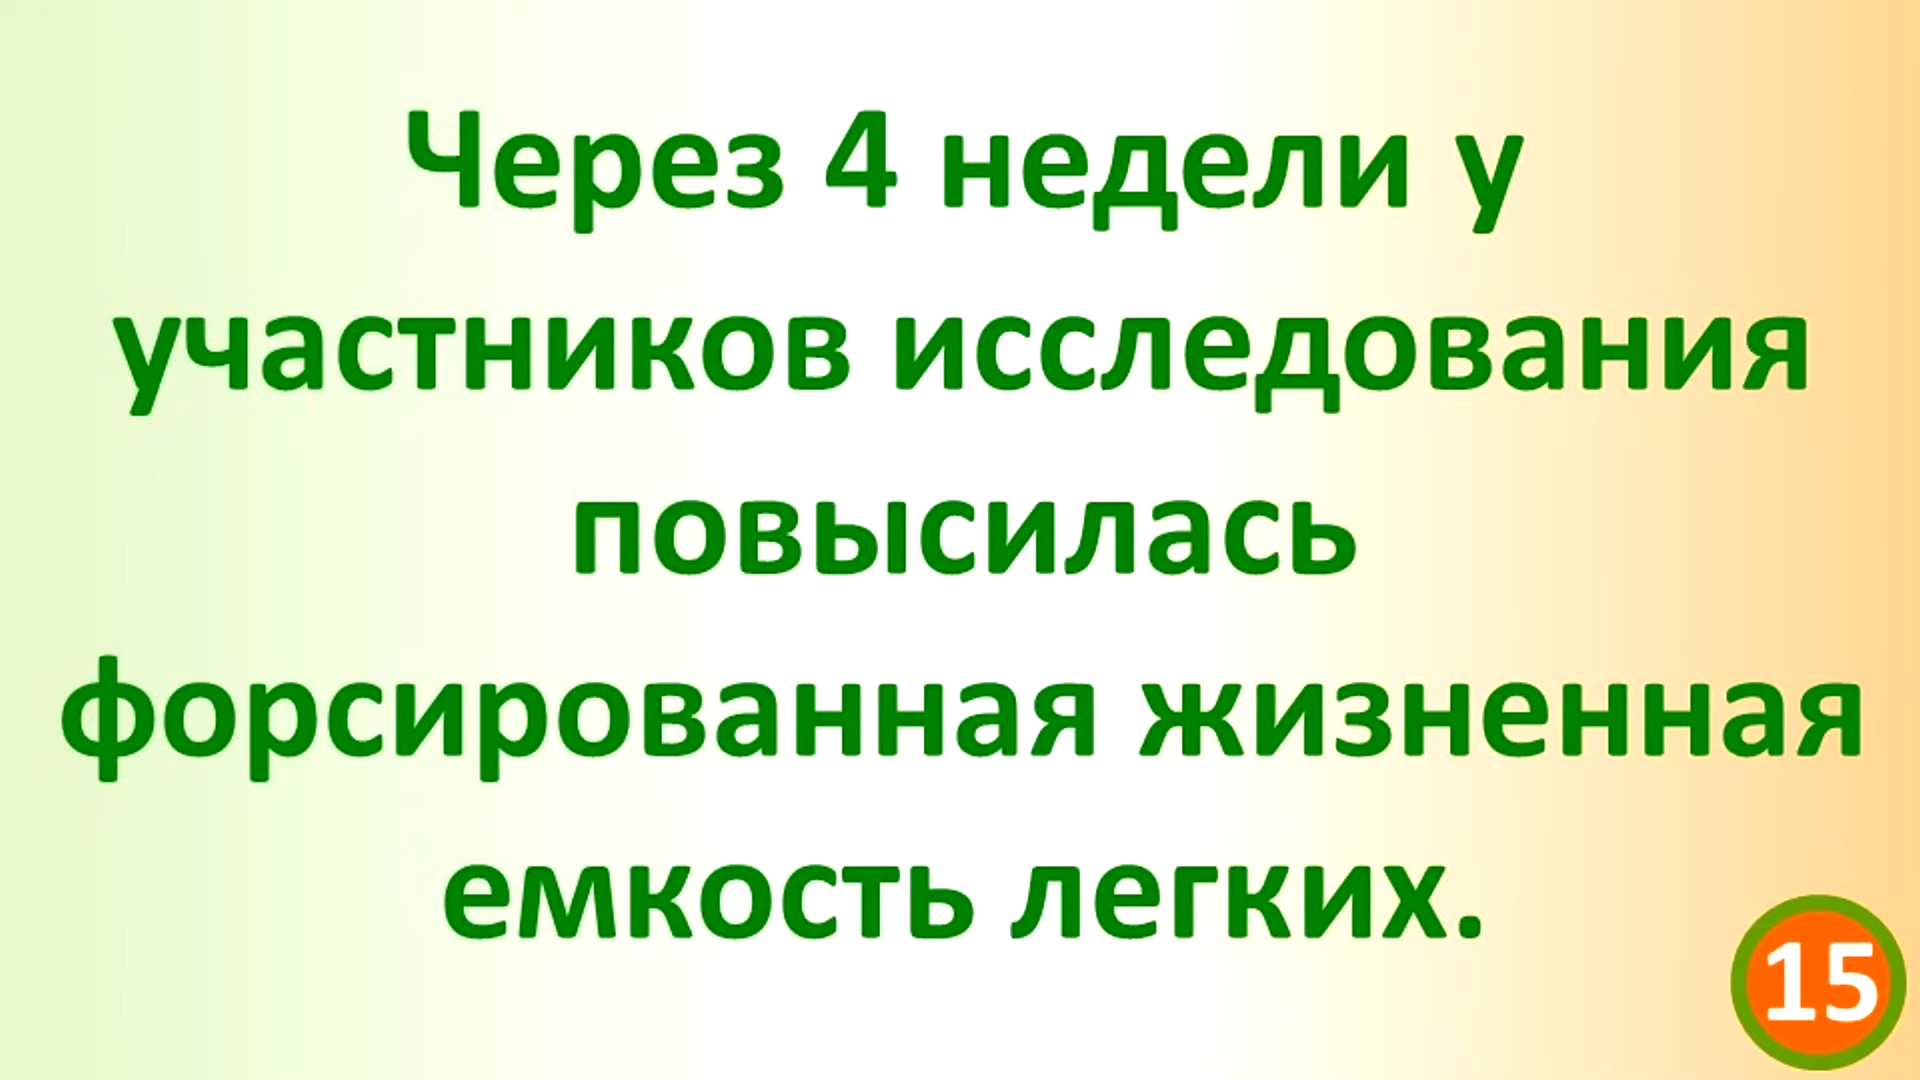 Через 4 недели у
участников исследования
повысилась
форсированная жизненная
емкость легких.
15